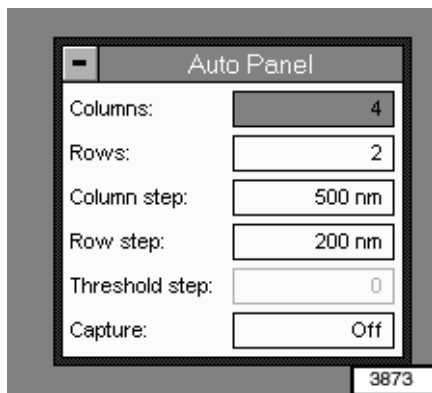 Auto Panel
Columns: 4
Rows: 2
Column step: 500 nm
Row step: 200 nm
Threshold step: 0
Capture: Off
3873